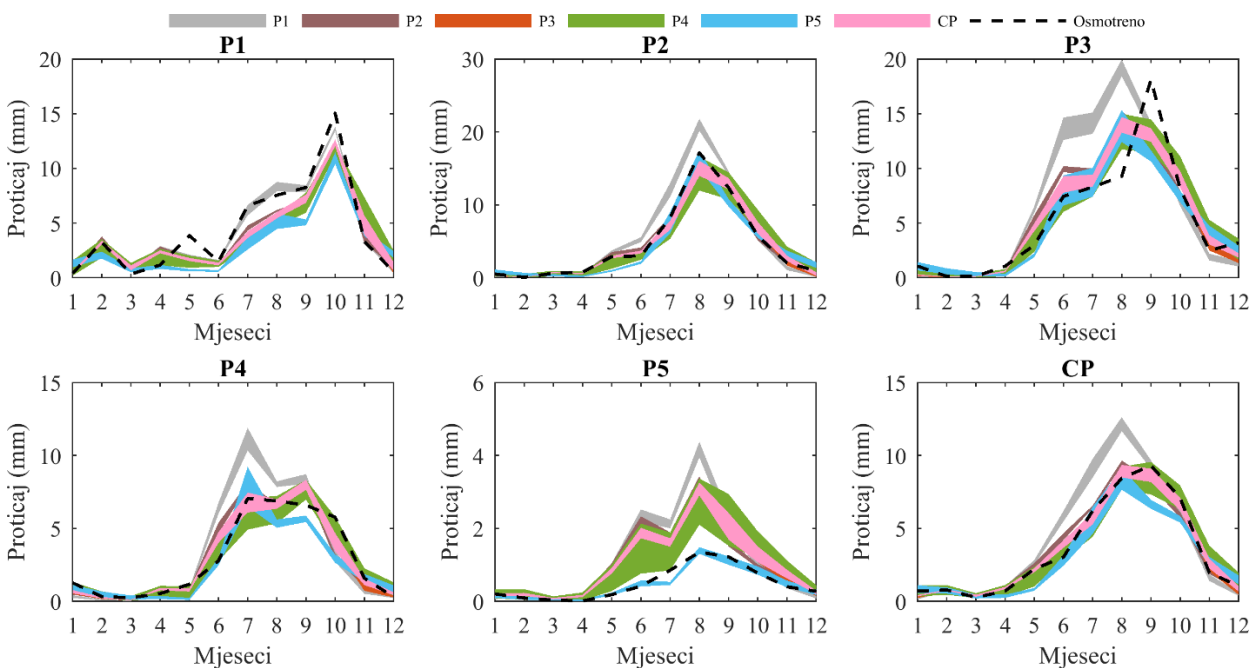 P1 P2 P3 P4 P5 CP Osmotreno
P1 P2 P3
20 30 20
15 20 15
10 10 10
5 5
0 0 0
Proticaj (mm) Proticaj (mm) Proticaj (mm)
1 2 3 4 5 6 7 8 9 10 11 12 1 2 3 4 5 6 7 8 9 10 11 12 1 2 3 4 5 6 7 8 9 10 11 12
Mjeseci Mjeseci Mjeseci
P4 P5 CP
15 6 15
10 4 10
5 2 5
0 0 0
Proticaj (mm) Proticaj (mm) Proticaj (mm)
1 2 3 4 5 6 7 8 9 10 11 12 1 2 3 4 5 6 7 8 9 10 11 12 1 2 3 4 5 6 7 8 9 10 11 12
Mjeseci Mjeseci Mjeseci